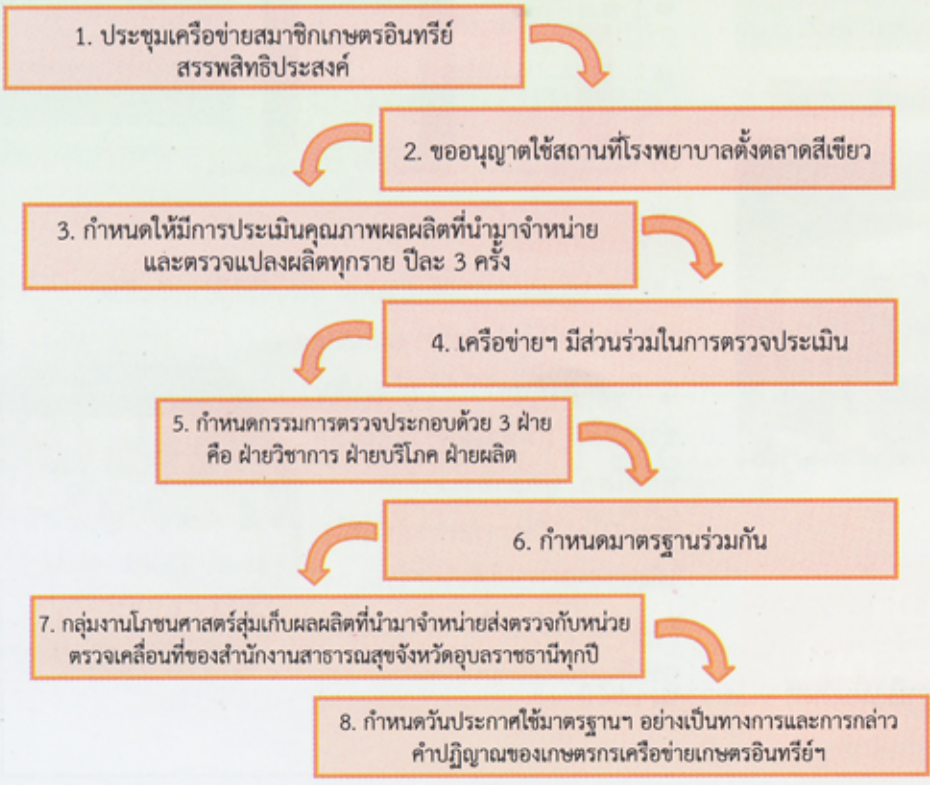 1. ประชุมเครือข่ายสมาชิกเกษตรอินทรีย์
สรรพสิทธิประสงค์
2. ขออนุญาตใช้สถานที่โรงพยาบาลตั้งตลาดสีเขียว
3. กำหนดให้มีการประเมินคุณภาพผลผลิตที่นำมาจำหน่าย
และตรวจแปลงผลิตทุกราย ปีละ 3 ครั้ง
4. เครือข่ายฯ มีส่วนร่วมในการตรวจประเมิน
5. กำหนดกรรมการตรวจประกอบด้วย 3 ฝ่าย
คือ ฝ่ายวิชาการ ฝ่ายบริโภค ฝ่ายผลิต
6. กำหนดมาตรฐานร่วมกัน
7. กลุ่มงานโภชนศาสตร์สุ่มเก็บผลผลิตที่นำมาจำหน่ายส่งตรวจกับหน่วย
ตรวจเคลื่อนที่ของสำนักงานสาธารณสุขจังหวัดอุบลราชธานีทุกปี
8. กำหนดวันประกาศใช้มาตรฐานฯ อย่างเป็นทางการและการกล่าว
คำปฏิญาณของเกษตรกรเครือข่ายเกษตรอินทรีย์ฯ